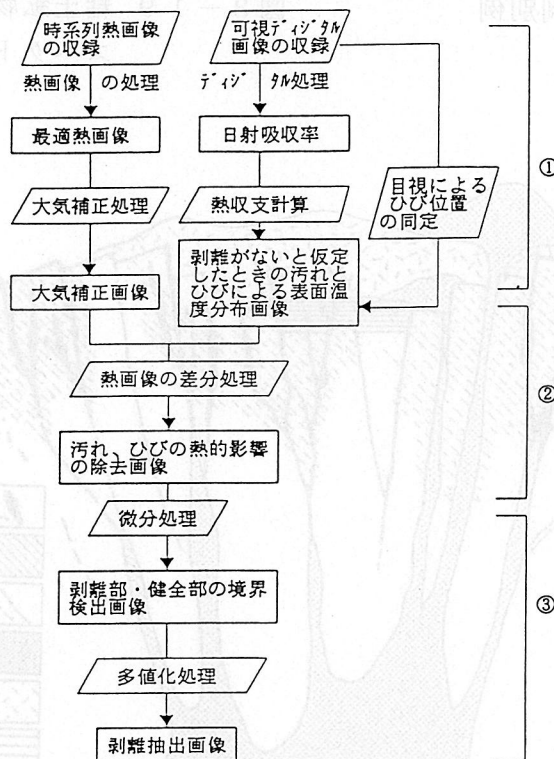 時系列熱画像
の収録
可視ディジタル
画像の収録
熱画像 の処理
ディジ タル処理
最適熱画像
日射吸収率
①
大気補正処理
熱収支計算
目視による
ひび位置
の同定
大気補正画像
剥離がないと仮定
したときの汚れと
ひびによる表面温
度分布画像
熱画像の差分処理
②
汚れ、ひびの熱的影響
の除去画像
微分処理
剥離部・健全部の境界
検出画像
③
多値化処理
剥離抽出画像